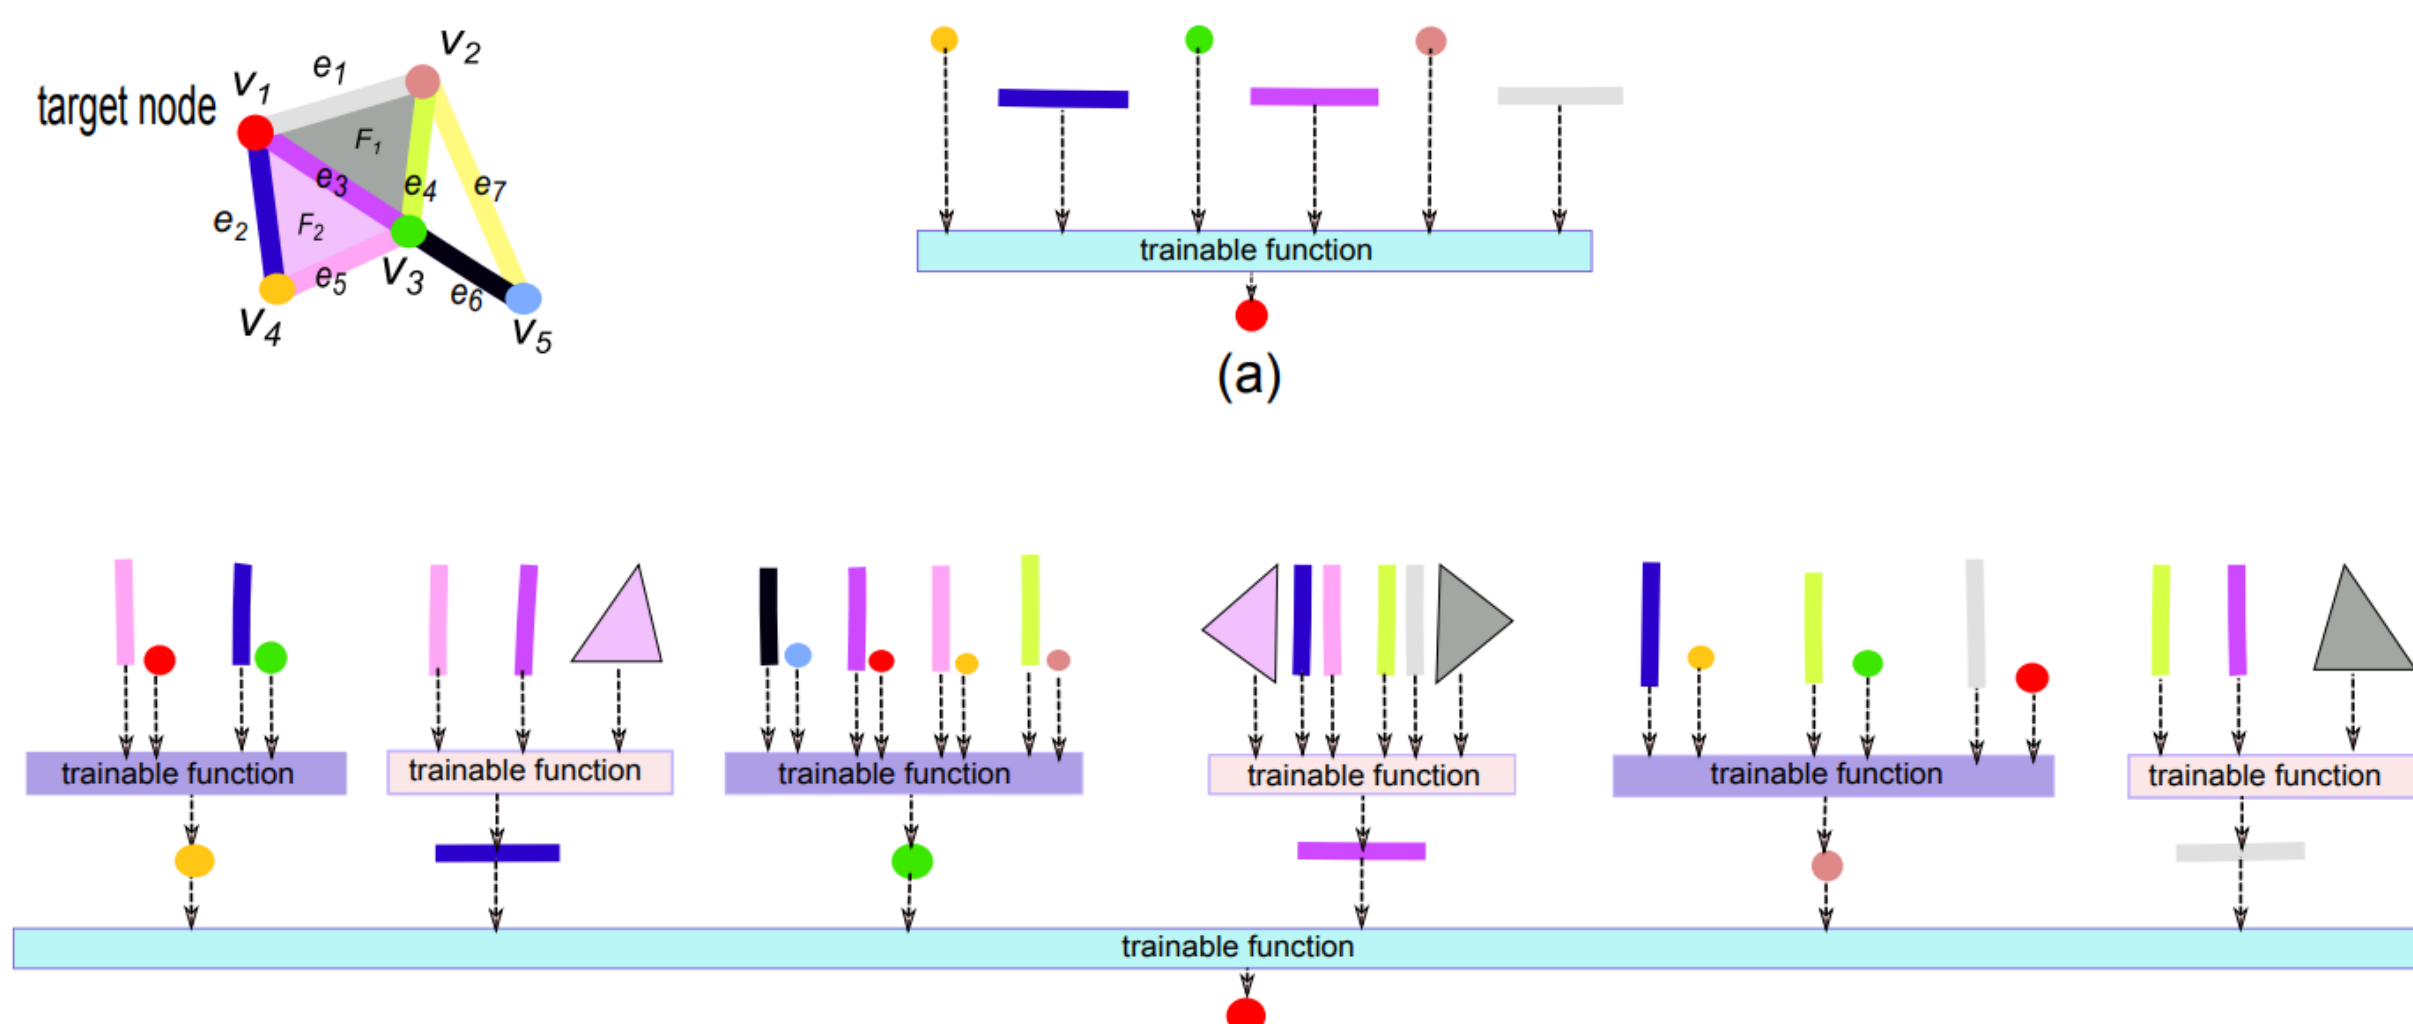 v2
e1
v1
target node
F1
e3
e4
e7
e2
F2
v3
e5
e6
v4
v5
trainable function
(a)
trainable function
trainable function
trainable function
trainable function
trainable function
trainable function
trainable function